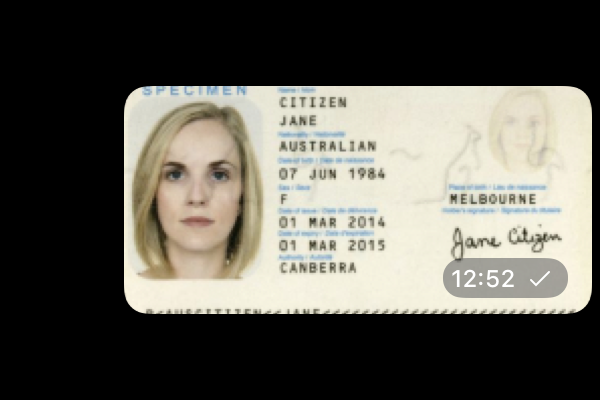 SPECIMEN
Name / Nom
CITIZEN
JANE
Nationality / Nationalité
AUSTRALIAN
Date of birth / Date de naissance
07 JUN 1984
Sex / Sexe
F
Place of birth / Lieu de naissance
MELBOURNE
Date of issue / Date de délivrance
Holder's signature / Signature du titulaire
01 MAR 2014
Date of expiry / Date d'expiration
01 MAR 2015
Jane Citizen
Authority / Autorité
CANBERRA
12:52
P<AUSCITIZEN<<JANE<<<<<<<<<<<<<<<<<<<<<<<<<<